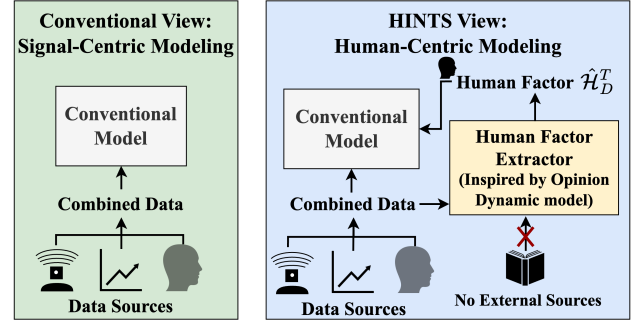 Conventional View:
Signal-Centric Modeling
Conventional
Model
Combined Data
Data Sources
HINTS View:
Human-Centric Modeling
Human Factor $\hat{\mathcal{H}}_D^T$
Conventional
Model
Human Factor
Extractor
(Inspired by Opinion
Dynamic model)
Combined Data
Data Sources
No External Sources